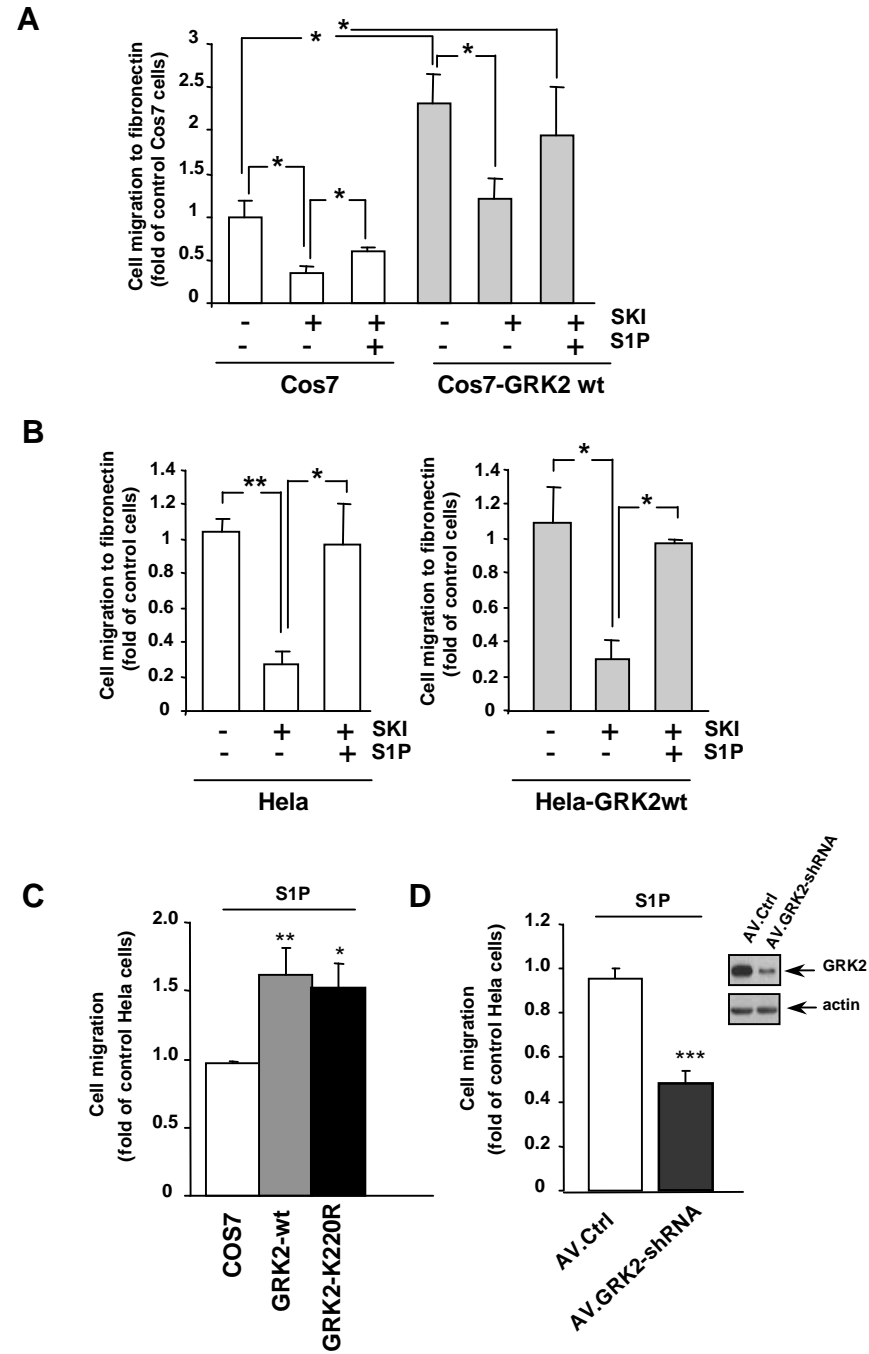 A
Cell migration to fibronectin
(fold of control Cos7 cells)
3
2.5
2
1.5
1
0.5
0
* *
* *
*
- + + - + + SKI
- - + - - + S1P
Cos7 Cos7-GRK2 wt
B
Cell migration to fibronectin
(fold of control cells)
1.4
1.2
1
0.8
0.6
0.4
0.2
0
** *
- + + SKI
- - + S1P
Hela
Cell migration to fibronectin
(fold of control cells)
1.4
1.2
1
0.8
0.6
0.4
0.2
0
*
*
- + + SKI
- - + S1P
Hela-GRK2wt
C
S1P
Cell migration
(fold of control Hela cells)
2.0
1.5
1.0
0.5
0
** *
COS7
GRK2-wt
GRK2-K220R
D
S1P
Cell migration
(fold of control Hela cells)
1.2
1.0
0.8
0.6
0.4
0.2
0
***
AV.Ctrl
AV.GRK2-shRNA
AV.Ctrl
AV.GRK2-shRNA
GRK2
actin